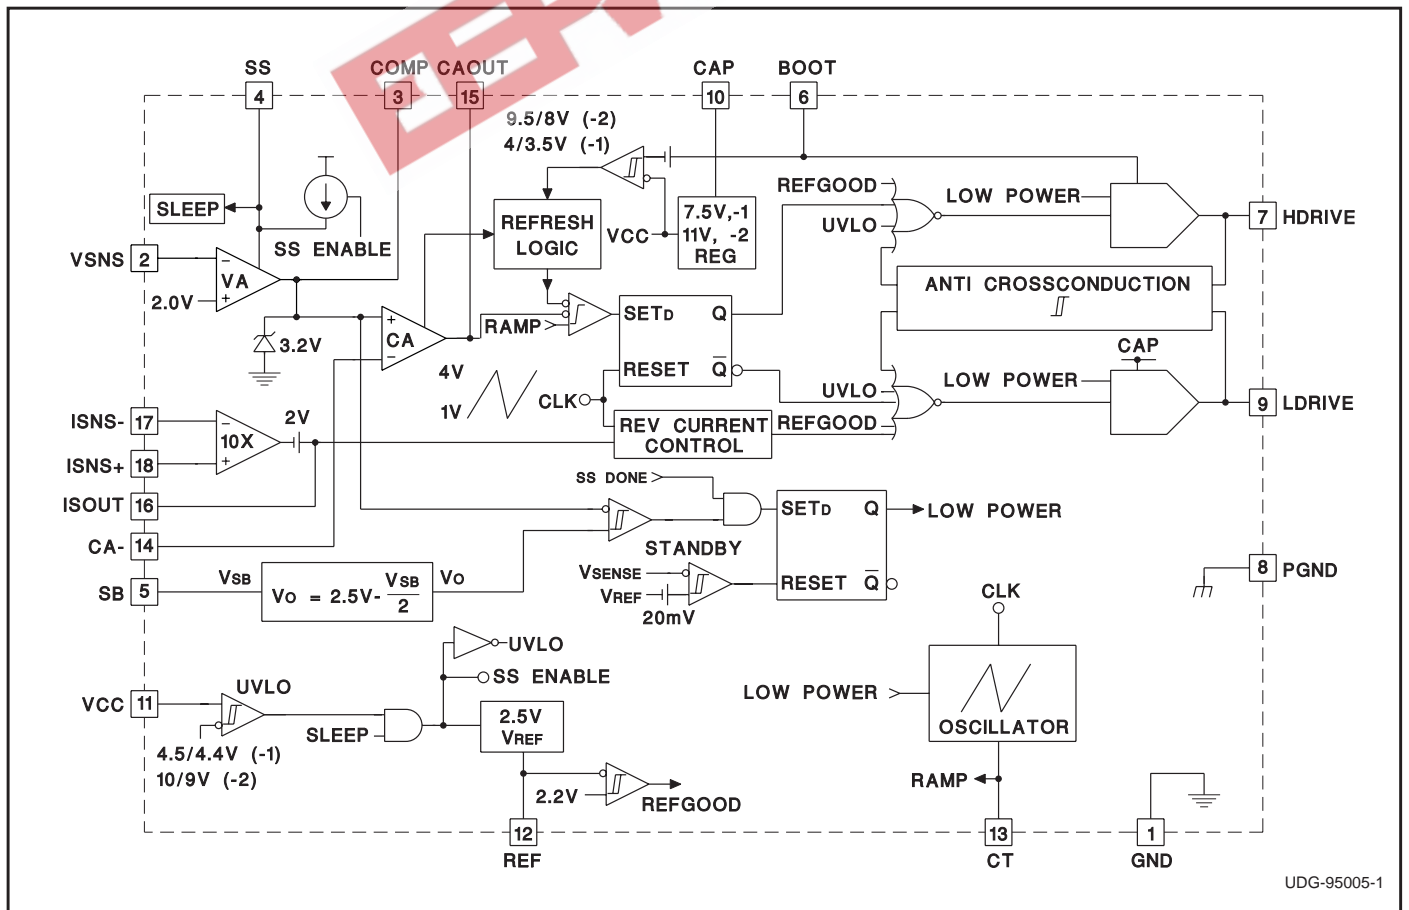 SS
COMP
CAOUT
CAP
BOOT
4
3
15
10
6
9.5/8V (-2)
4/3.5V (-1)
REFGOOD
LOW POWER
SLEEP
REFRESH
LOGIC
7.5V,-1
11V, -2
REG
VCC
UVLO
7
HDRIVE
SS ENABLE
VSNS
2
−
VA
+
2.0V
ANTI CROSSCONDUCTION
RAMP
SETD
Q
3.2V
+
CA
−
CAP
4V
RESET
Q
UVLO
LOW POWER
1V
CLK
9
LDRIVE
ISNS-
17
2V
−
10X
+
REV CURRENT
CONTROL
REFGOOD
ISNS+
18
SS DONE
ISOUT
16
SETD
Q
LOW POWER
CA-
14
STANDBY
SB
5
VSB
VO = 2.5V- VSB
2
VO
VSENSE
VREF
20mV
RESET
Q
8
PGND
CLK
UVLO
SS ENABLE
VCC
11
UVLO
LOW POWER
2.5V
VREF
OSCILLATOR
SLEEP
4.5/4.4V (-1)
10/9V (-2)
2.2V
REFGOOD
RAMP
12
REF
13
CT
1
GND
UDG-95005-1